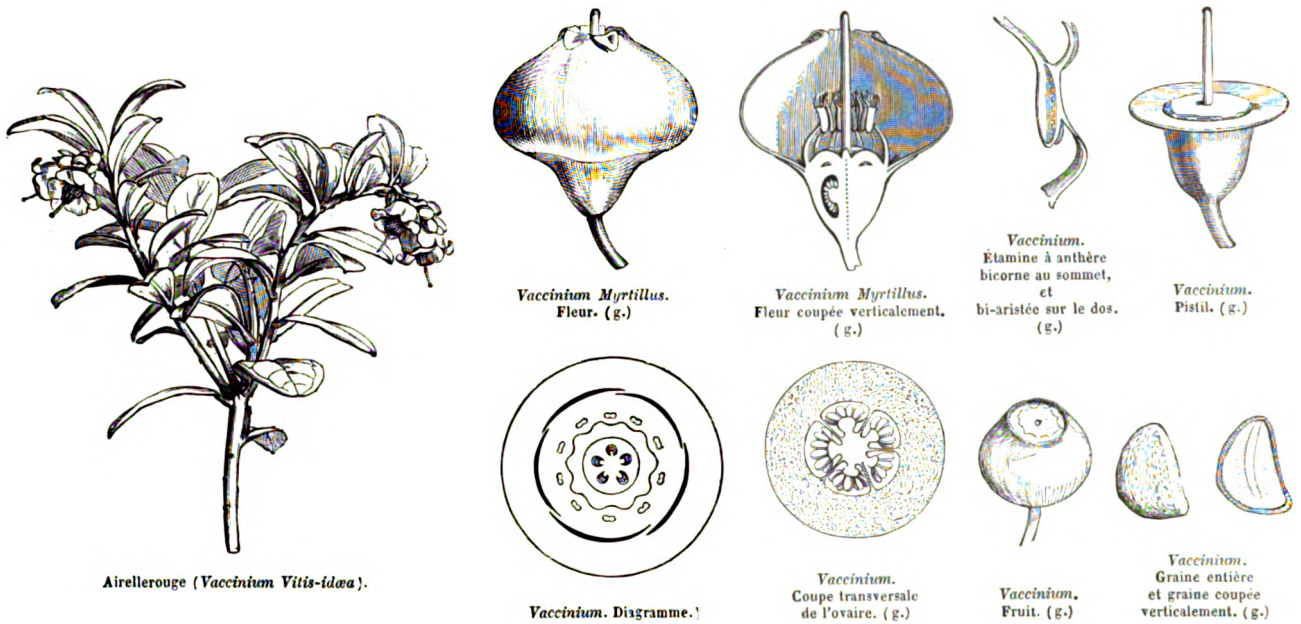 Vaccinium Myrtillus.
Fleur. (g.)
Vaccinium Myrtillus.
Fleur coupée verticalement.
(g.)
Vaccinium.
Étamine à anthère
bicorne au sommet,
et
bi-aristée sur le dos.
(g.)
Vaccinium.
Pistil. (g.)
Airellerouge (Vaccinium Vitis-idæa).
Vaccinium. Diagramme.)
Vaccinium.
Coupe transversale
de l'ovaire. (g.)
Vaccinium.
Fruit. (g.)
Vaccinium.
Graine entière
et graine coupée
verticalement. (g.)